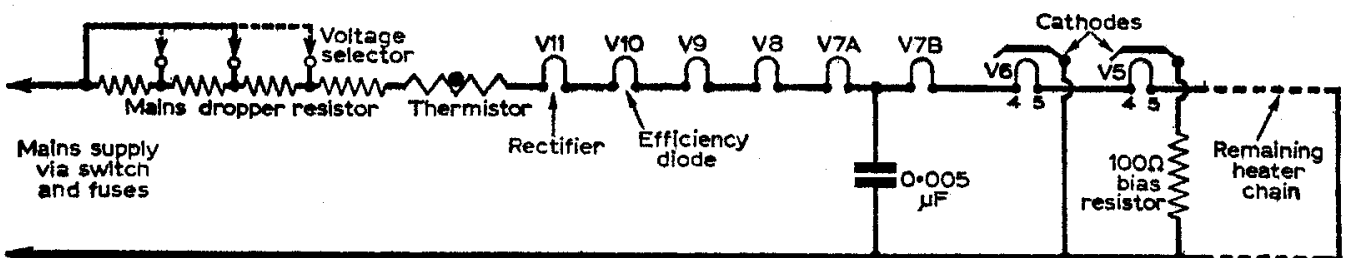 Voltage
selector
Mains dropper resistor
Thermistor
Mains supply
via switch
and fuses
V11
V10
V9
V8
V7A
V7B
Rectifier
Efficiency
diode
0·005
µF
Cathodes
V6
4 5
V5
4 5
100Ω
bias
resistor
Remaining
heater
chain